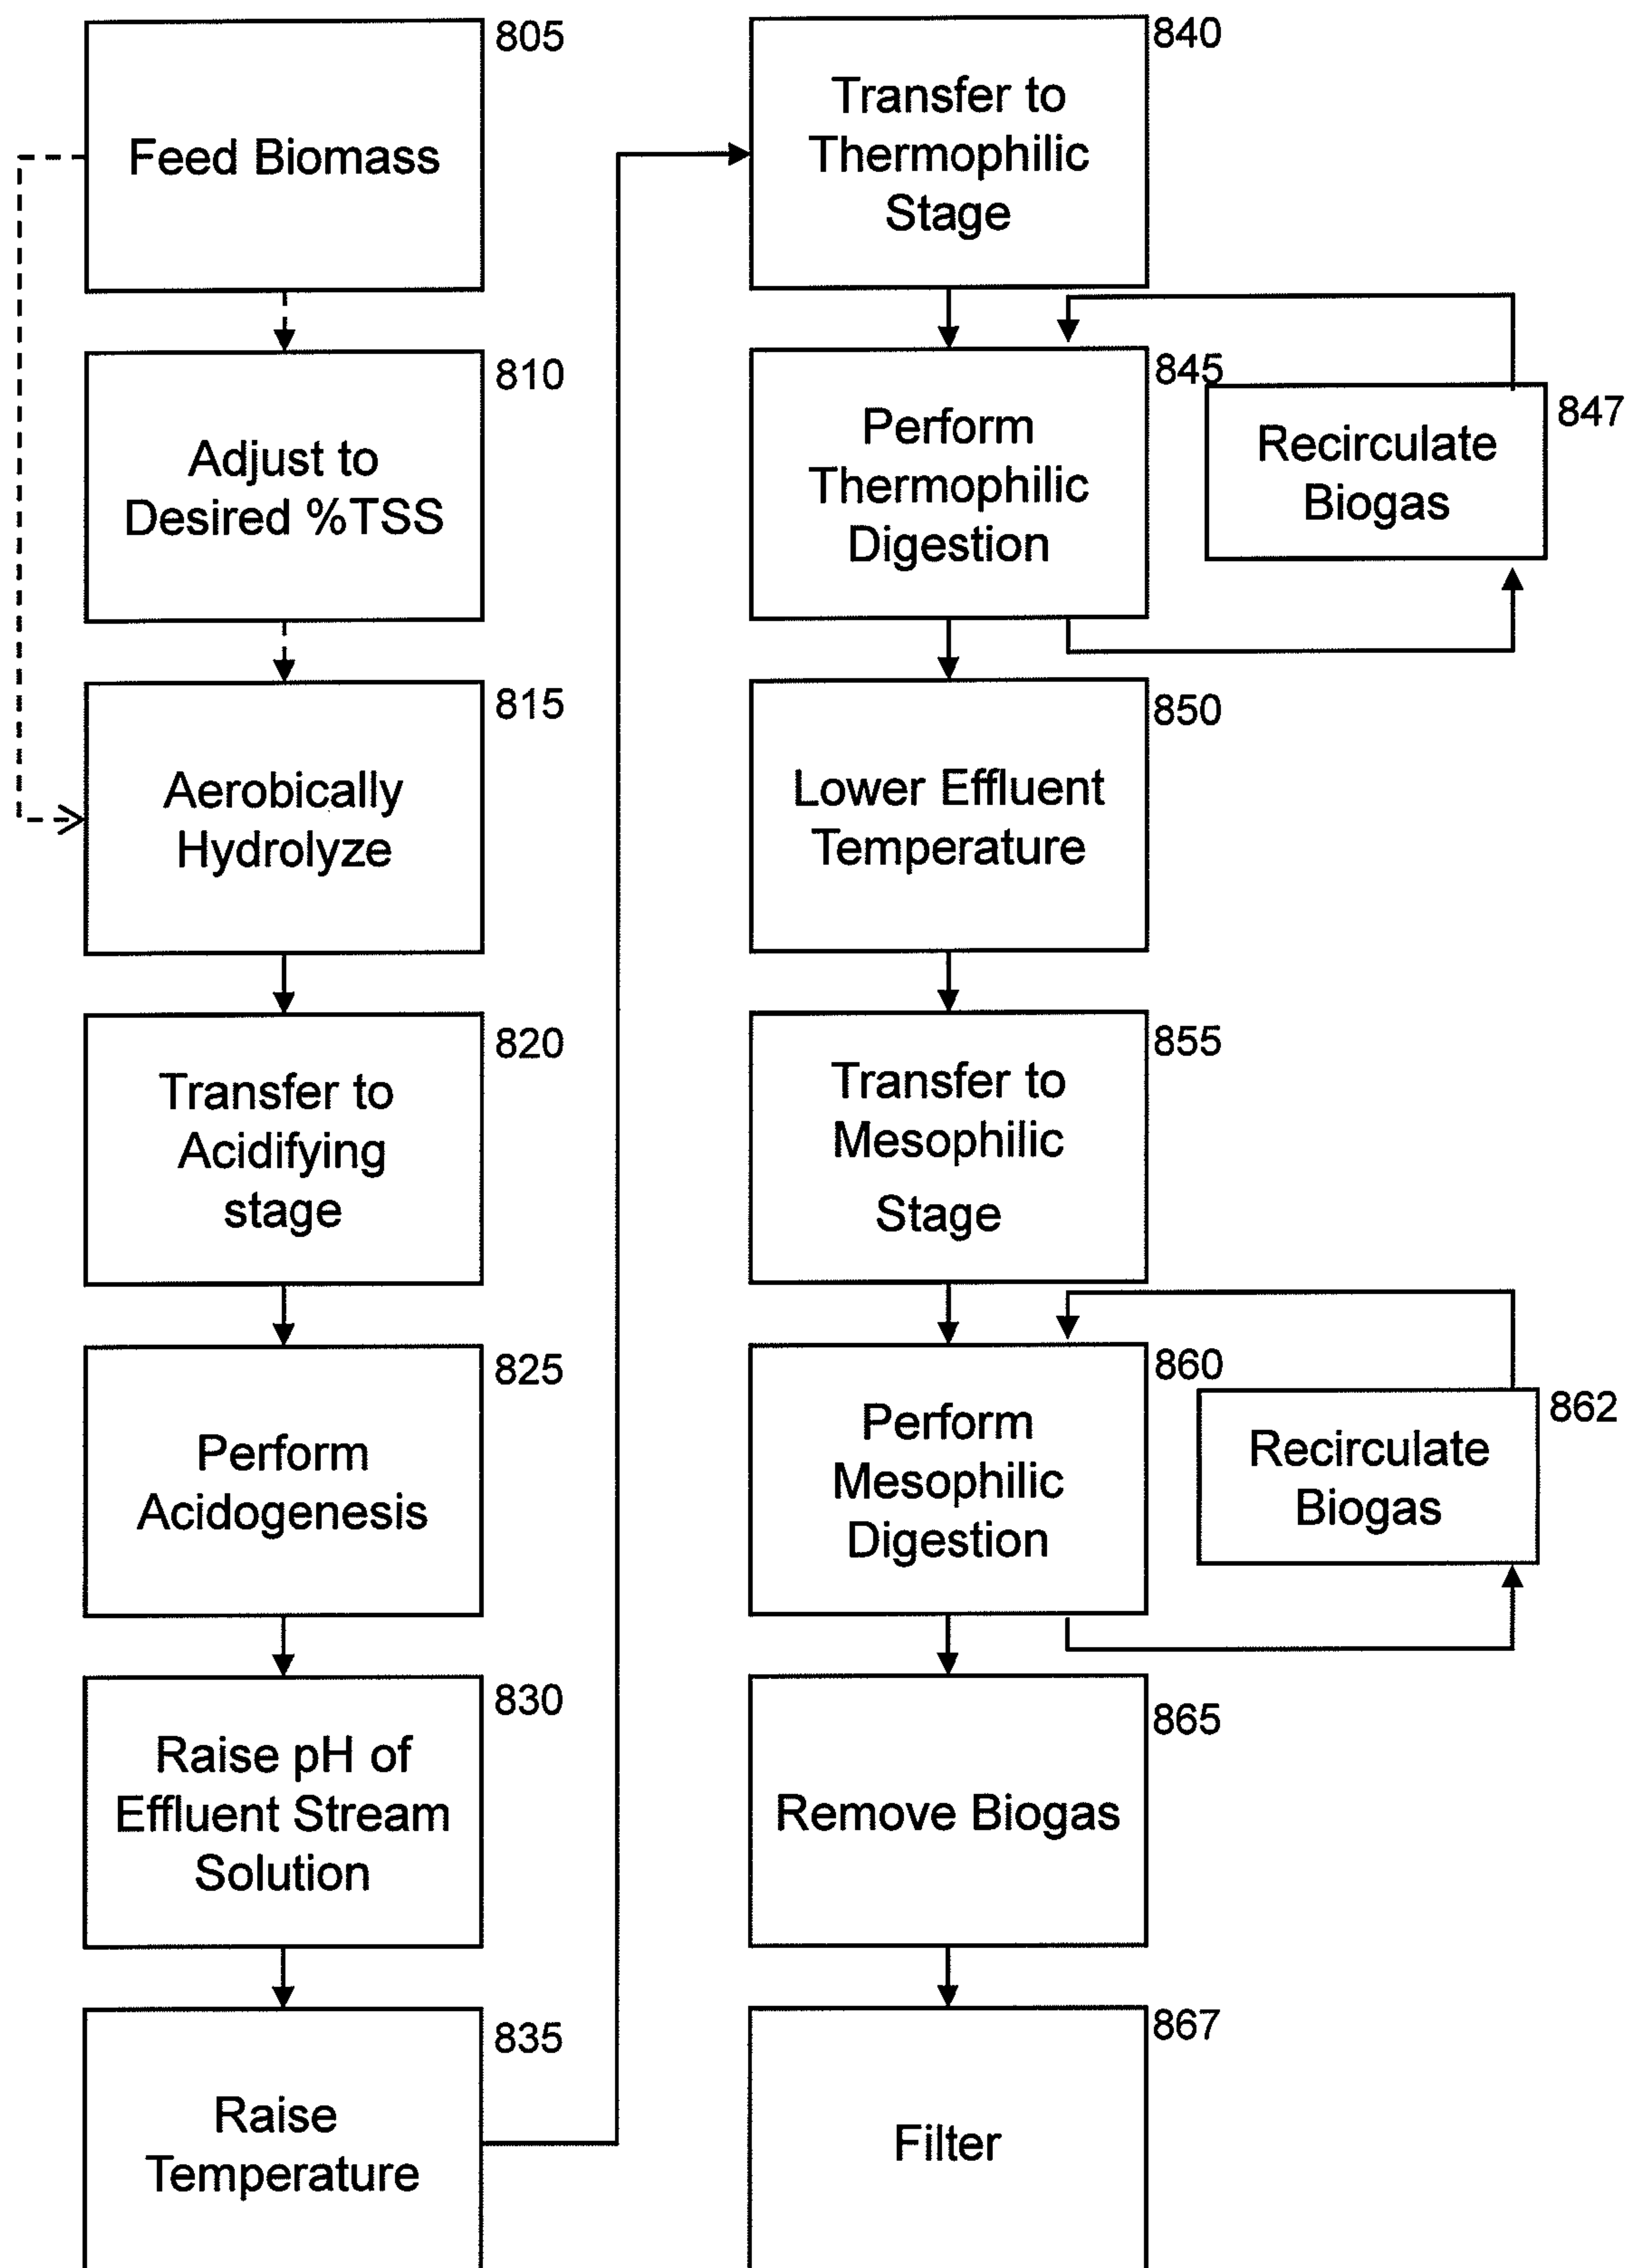 805
Feed Biomass
810
Adjust to
Desired %TSS
815
Aerobically
Hydrolyze
820
Transfer to
Acidifying
stage
825
Perform
Acidogenesis
830
Raise pH of
Effluent Stream
Solution
835
Raise
Temperature
840
Transfer to
Thermophilic
Stage
845
Perform
Thermophilic
Digestion
847
Recirculate
Biogas
850
Lower Effluent
Temperature
855
Transfer to
Mesophilic
Stage
860
Perform
Mesophilic
Digestion
862
Recirculate
Biogas
865
Remove Biogas
867
Filter